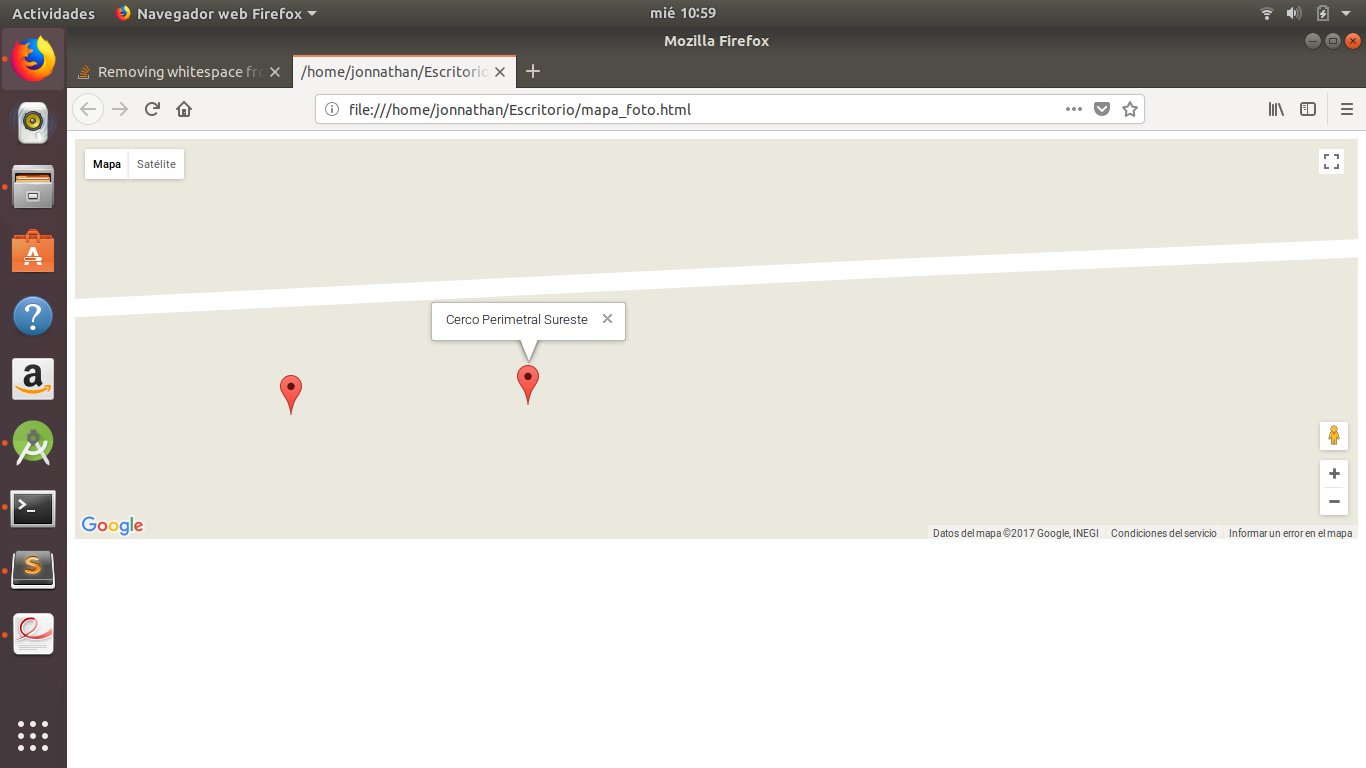 Actividades
Navegador web Firefox
mié 10:59
Mozilla Firefox
Removing whitespace fro
/home/jonnathan/Escritorio
file:///home/jonnathan/Escritorio/mapa_foto.html
Mapa
Satélite
Cerco Perimetral Sureste
Google
Datos del mapa ©2017 Google, INEGI
Condiciones del servicio
Informar un error en el mapa